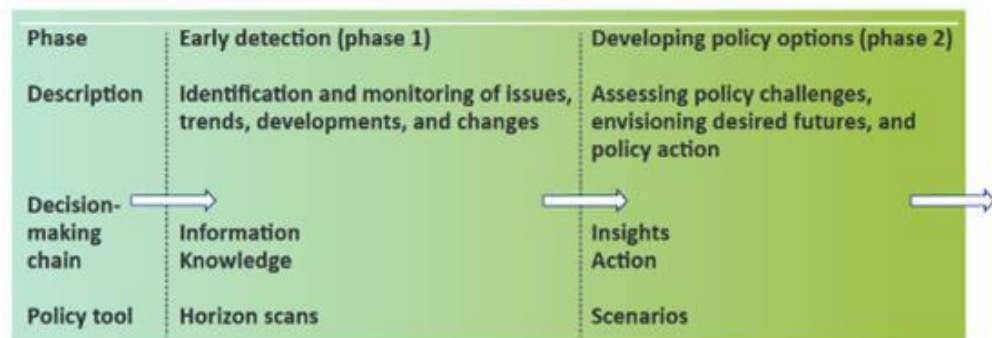 Phase Early detection (phase 1) Developing policy options (phase 2)
Description Identification and monitoring of issues, Assessing policy challenges,
trends, developments, and changes envisioning desired futures, and
policy action
Decision-
making Information Insights
chain Knowledge Action
Policy tool Horizon scans Scenarios